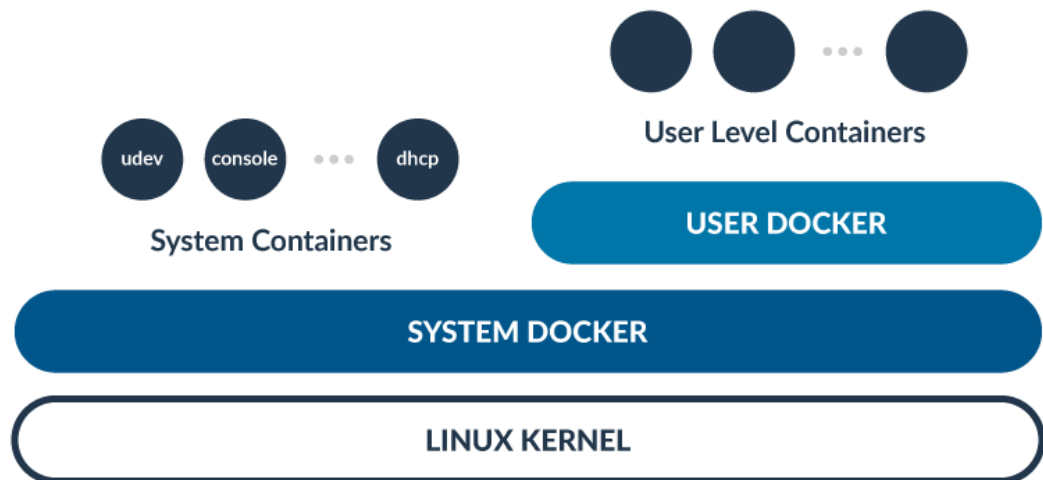 User Level Containers
udev console dhcp
System Containers
USER DOCKER
SYSTEM DOCKER
LINUX KERNEL